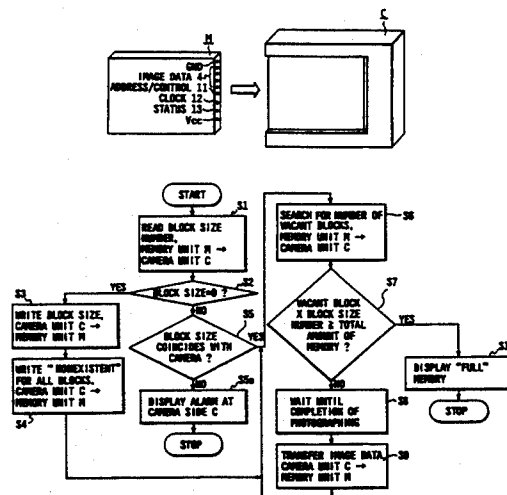 M
C
GND
IMAGE DATA 4
ADDRESS/CONTROL 11
CLOCK 12
STATUS 13
Vcc
START
S1
READ BLOCK SIZE
NUMBER,
MEMORY UNIT M →
CAMERA UNIT C
S2
BLOCK SIZE=0 ?
YES
NO
S3
WRITE BLOCK SIZE,
CAMERA UNIT C →
MEMORY UNIT M
WRITE "NONEXISTENT"
FOR ALL BLOCKS,
CAMERA UNIT C →
MEMORY UNIT M
S4
S5
BLOCK SIZE
COINCIDES WITH
CAMERA ?
YES
NO
S5a
DISPLAY ALARM AT
CAMERA SIDE C
STOP
S6
SEARCH FOR NUMBER OF
VACANT BLOCKS,
MEMORY UNIT M →
CAMERA UNIT C
S7
VACANT BLOCK
X BLOCK SIZE
NUMBER ≥ TOTAL
AMOUNT OF
MEMORY ?
YES
NO
DISPLAY "FULL"
MEMORY
STOP
S8
WAIT UNTIL
COMPLETION OF
PHOTOGRAPHING
S9
TRANSFER IMAGE DATA,
CAMERA UNIT C →
MEMORY UNIT M